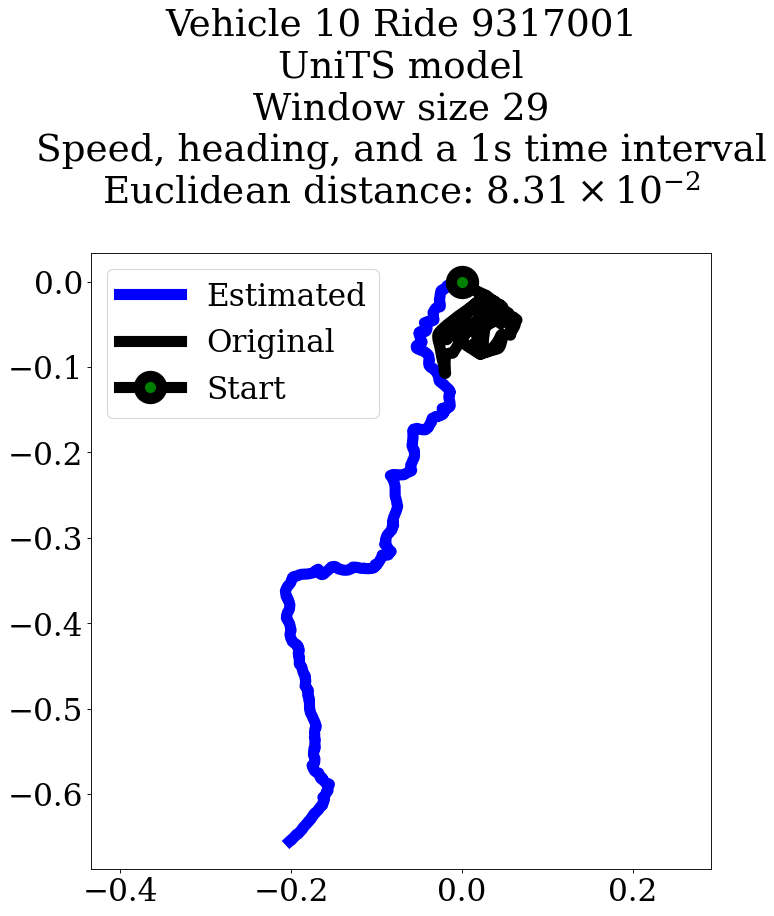 Vehicle 10 Ride 9317001
UniTS model
Window size 29
Speed, heading, and a 1s time interval
Euclidean distance: 8.31 × 10⁻²
Estimated
Original
Start
0.0
−0.1
−0.2
−0.3
−0.4
−0.5
−0.6
−0.4 −0.2 0.0 0.2